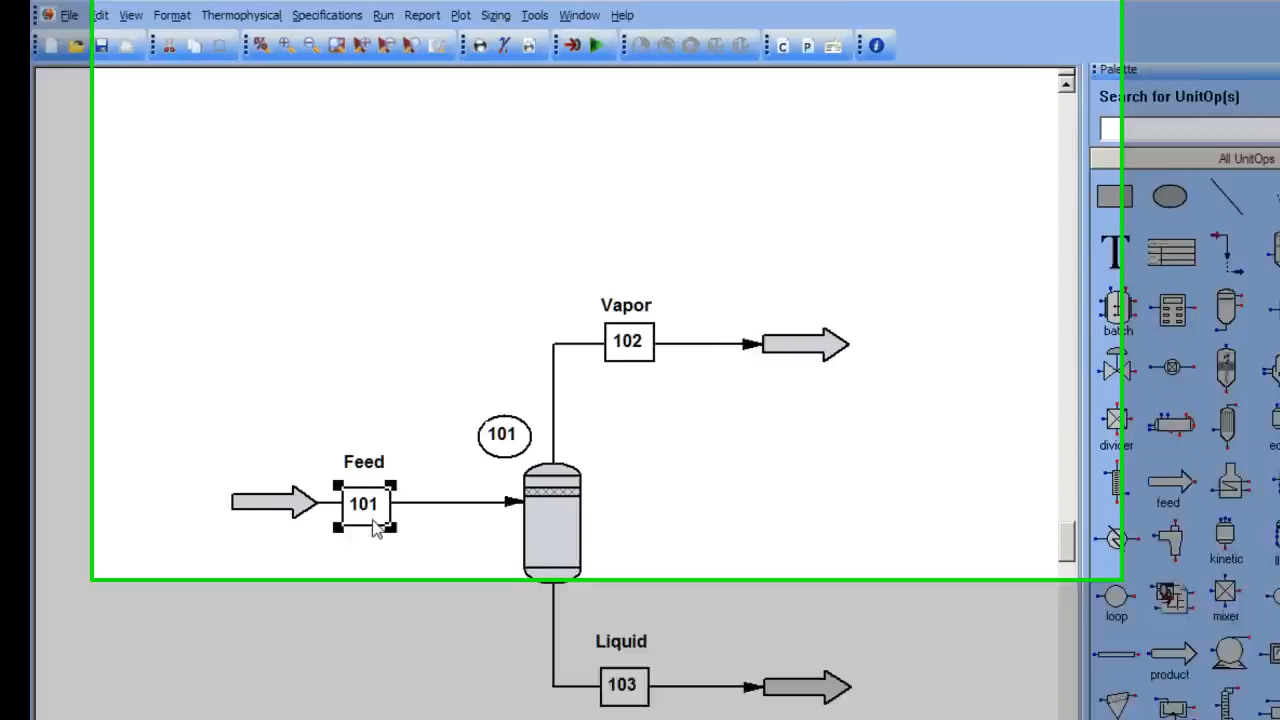 File Edit View Format Thermophysical Specifications Run Report Plot Sizing Tools Window Help
C P
Palette
Search for UnitOp(s)
All UnitOps
T
Vapor
102
batch
101
divider
Feed
101
feed
kinetic
loop
mixer
Liquid
103
product